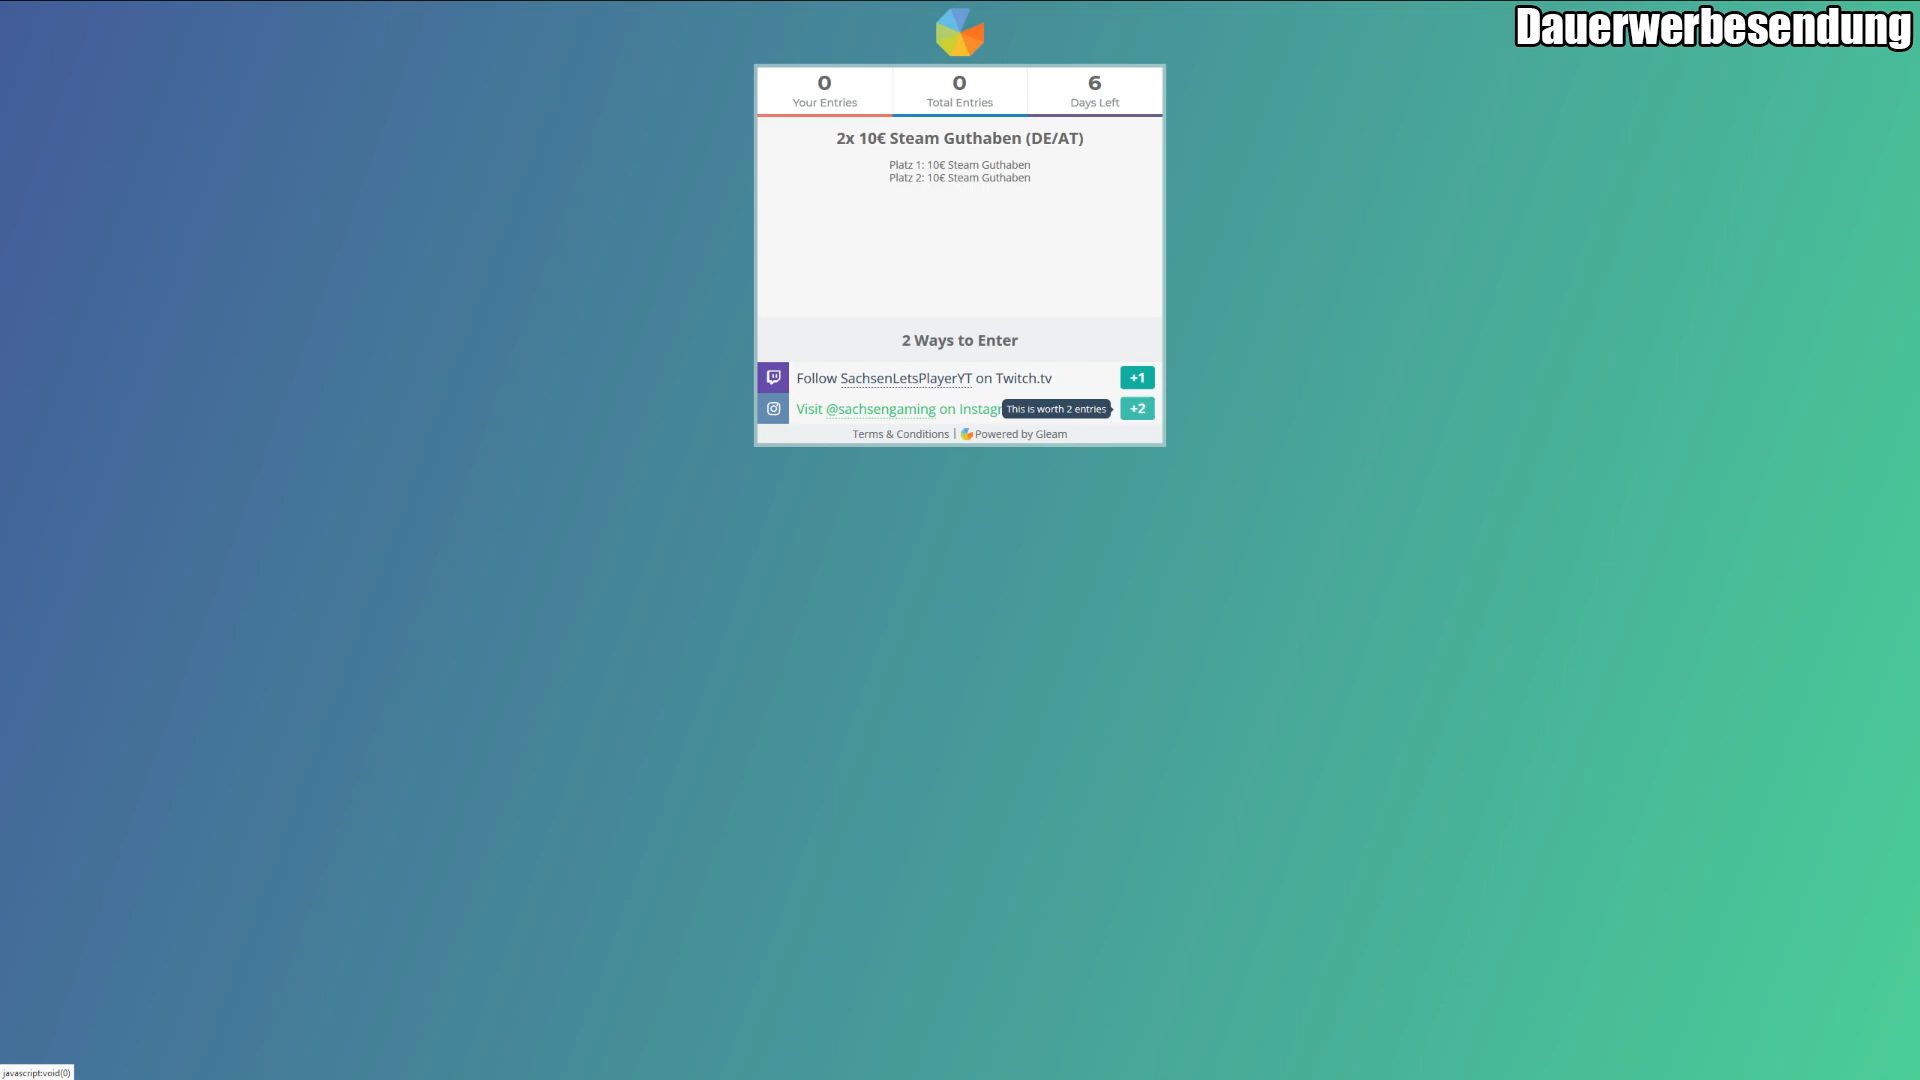 Dauerwerbesendung
0 0 6
Your Entries Total Entries Days Left
2x 10€ Steam Guthaben (DE/AT)
Platz 1: 10€ Steam Guthaben
Platz 2: 10€ Steam Guthaben
2 Ways to Enter
Follow SachsenLetsPlayerYT on Twitch.tv +1
Visit @sachsengaming on Instagr This is worth 2 entries +2
Terms & Conditions | Powered by Gleam
javascript:void(0)